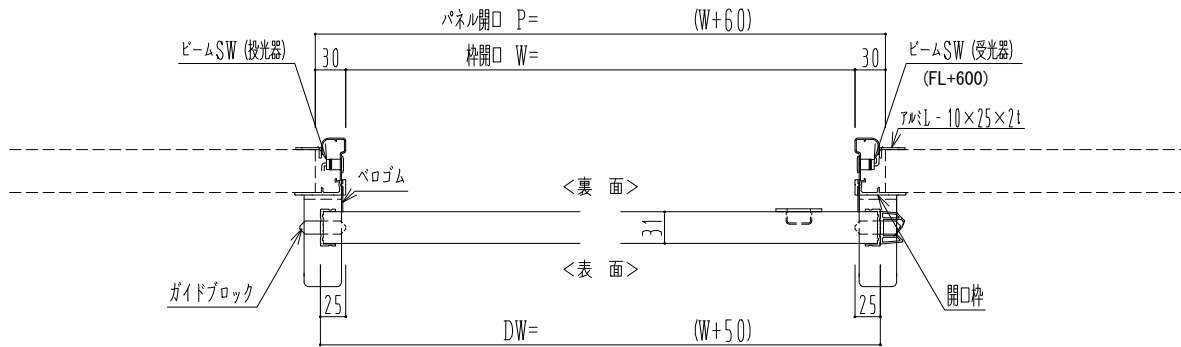 パネル開口 P= (W+60)
ビームSW (投光器)
30
枠開口 W=
30
ビームSW (受光器)
(FL+600)
アルミL - 10×25×2t
ベロゴム
<裏 面>
31
<表 面>
ガイドブロック
25
25
開口枠
DW= (W+50)